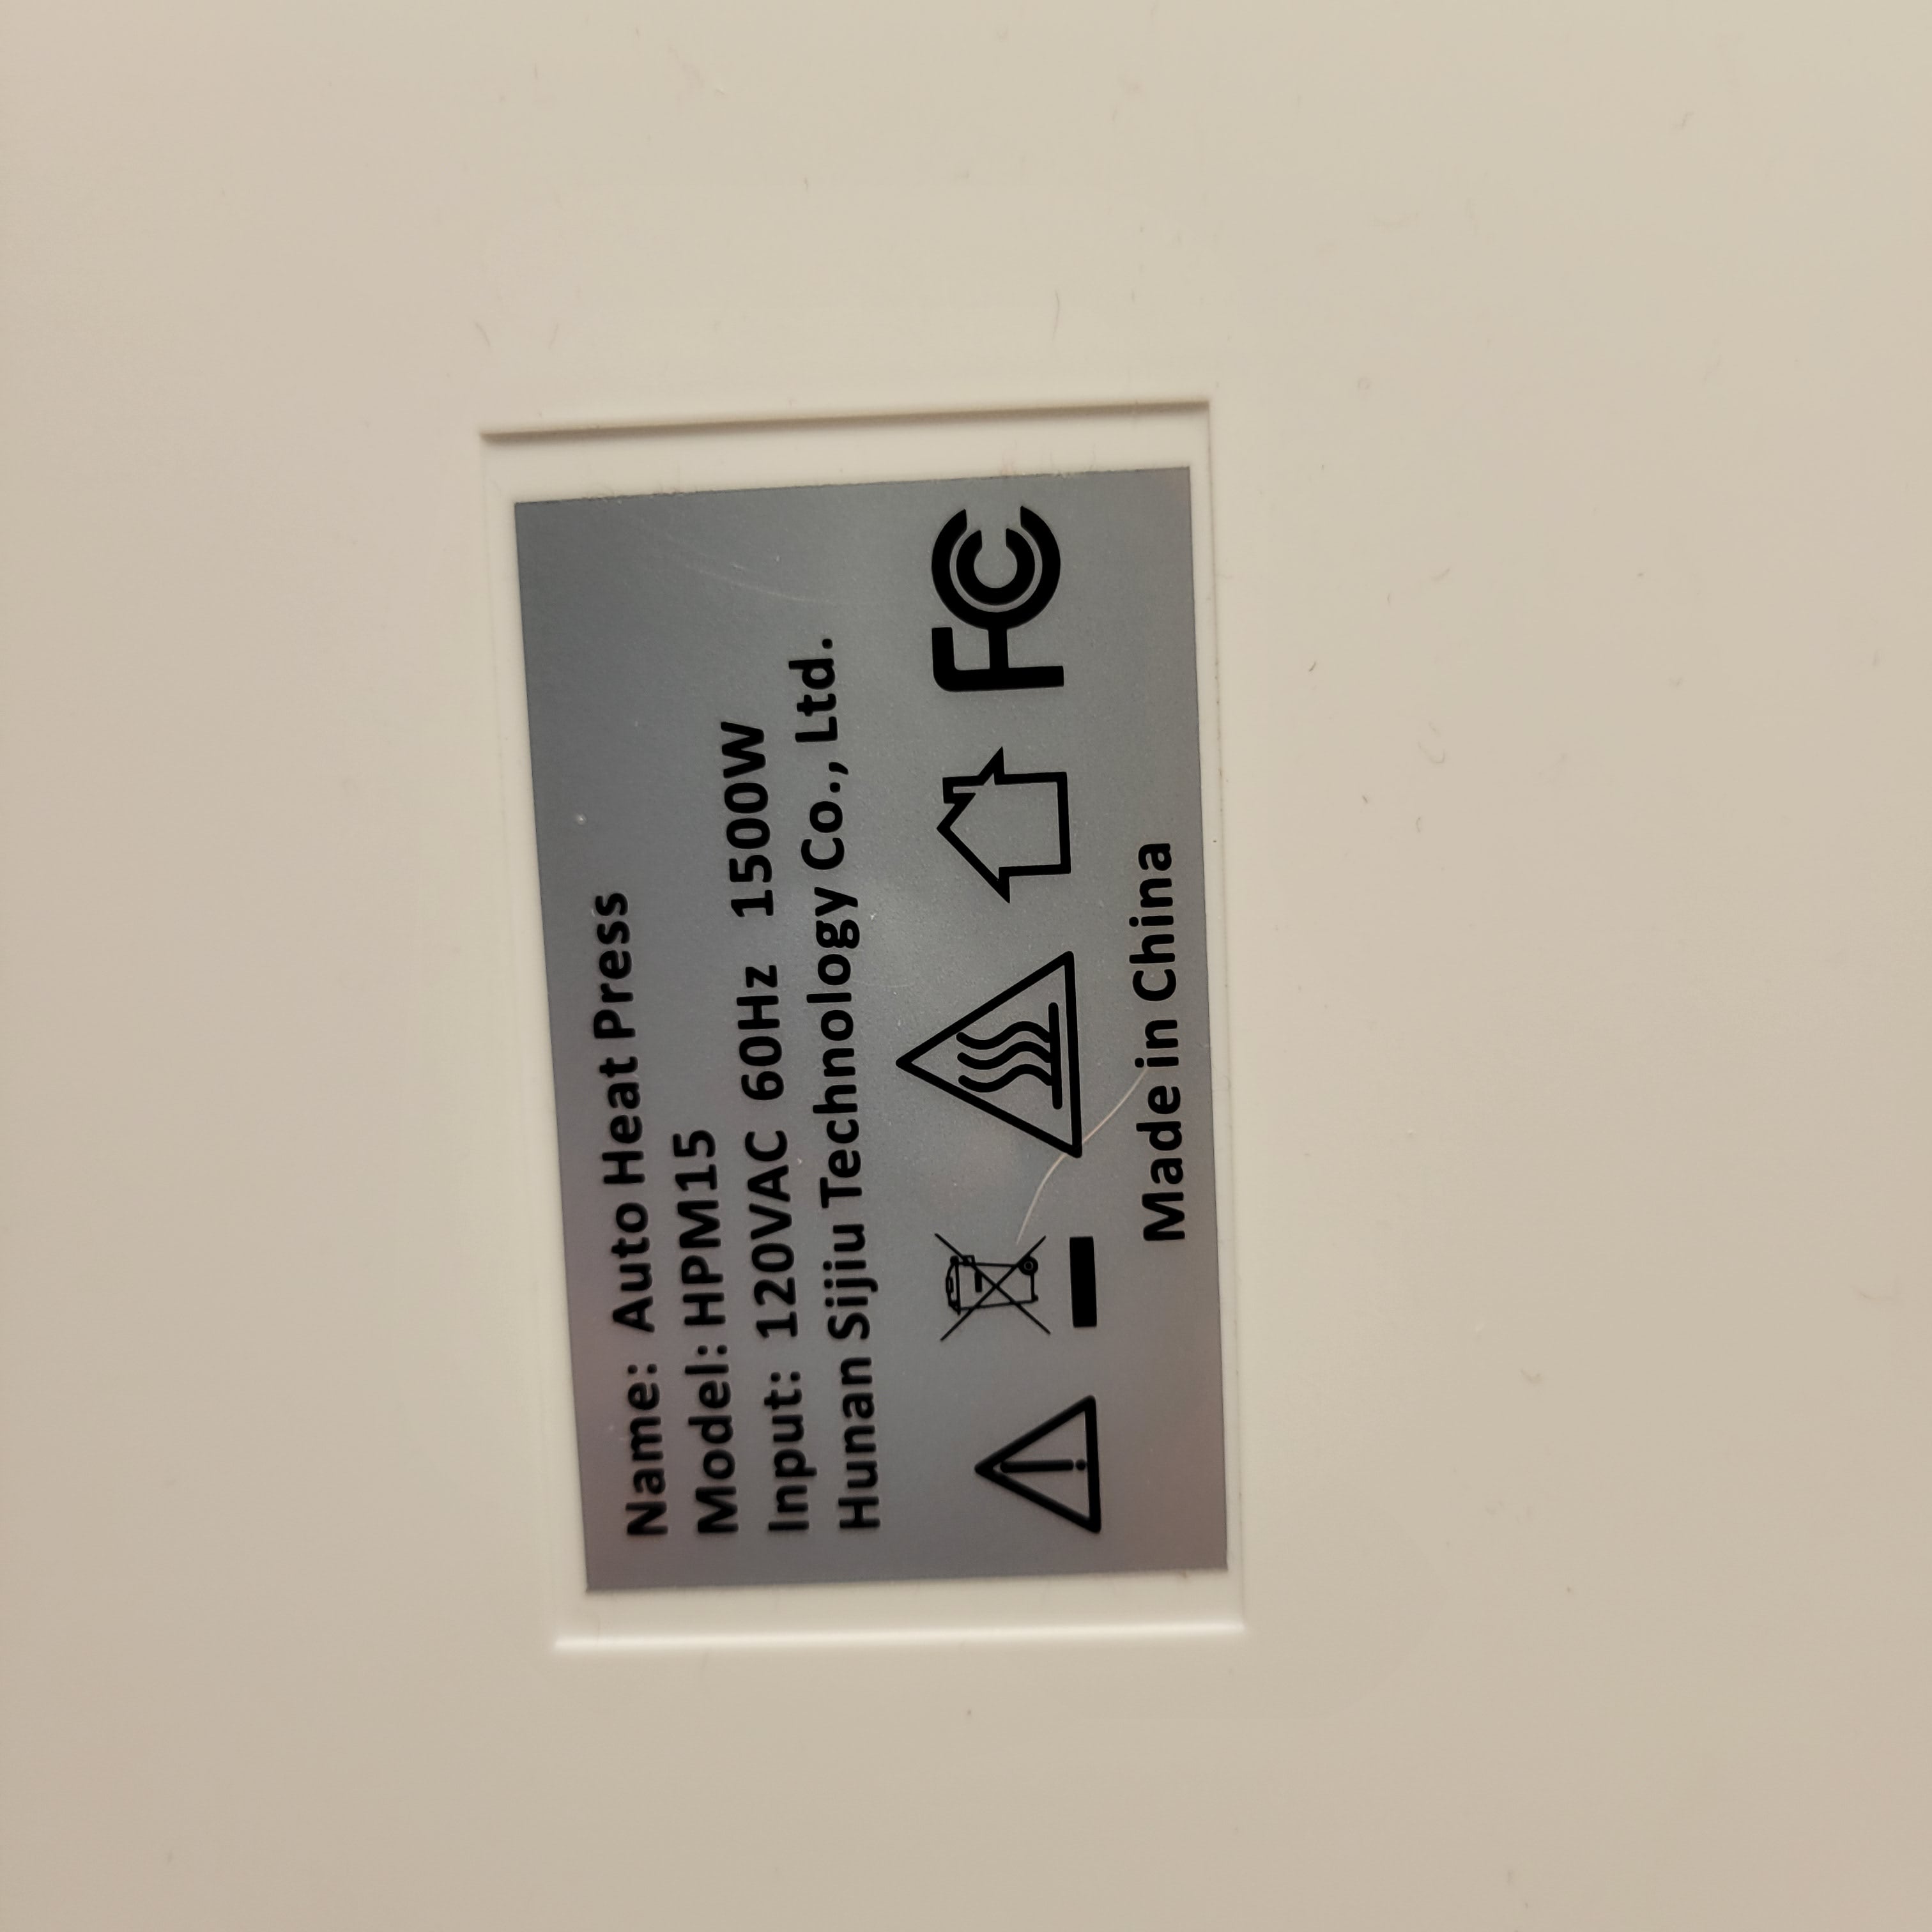 Name: Auto Heat Press
Model: HPM15
Input: 120VAC 60Hz 1500W
Hunan Sijiu Technology Co., Ltd.
FC
Made in China